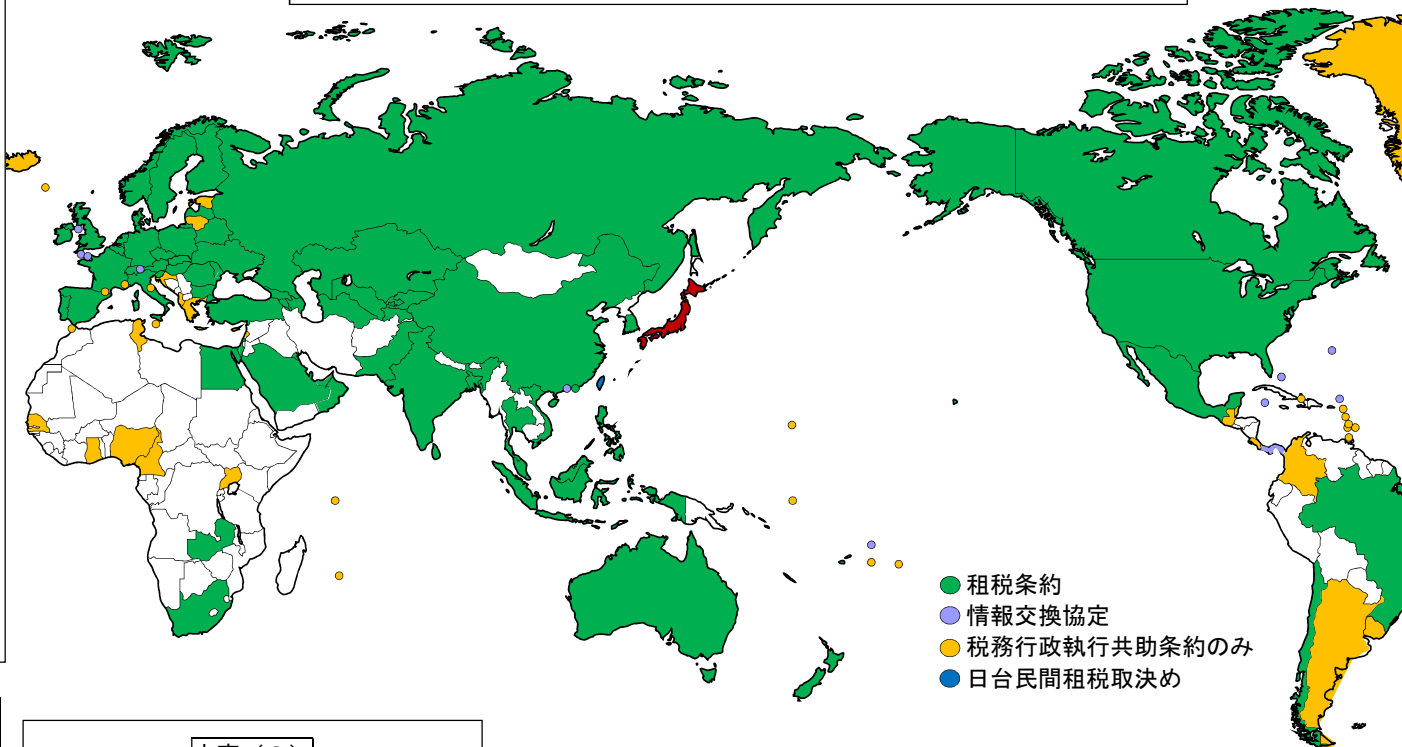 租税条約
情報交換協定
税務行政執行共助条約のみ
日台民間租税取決め